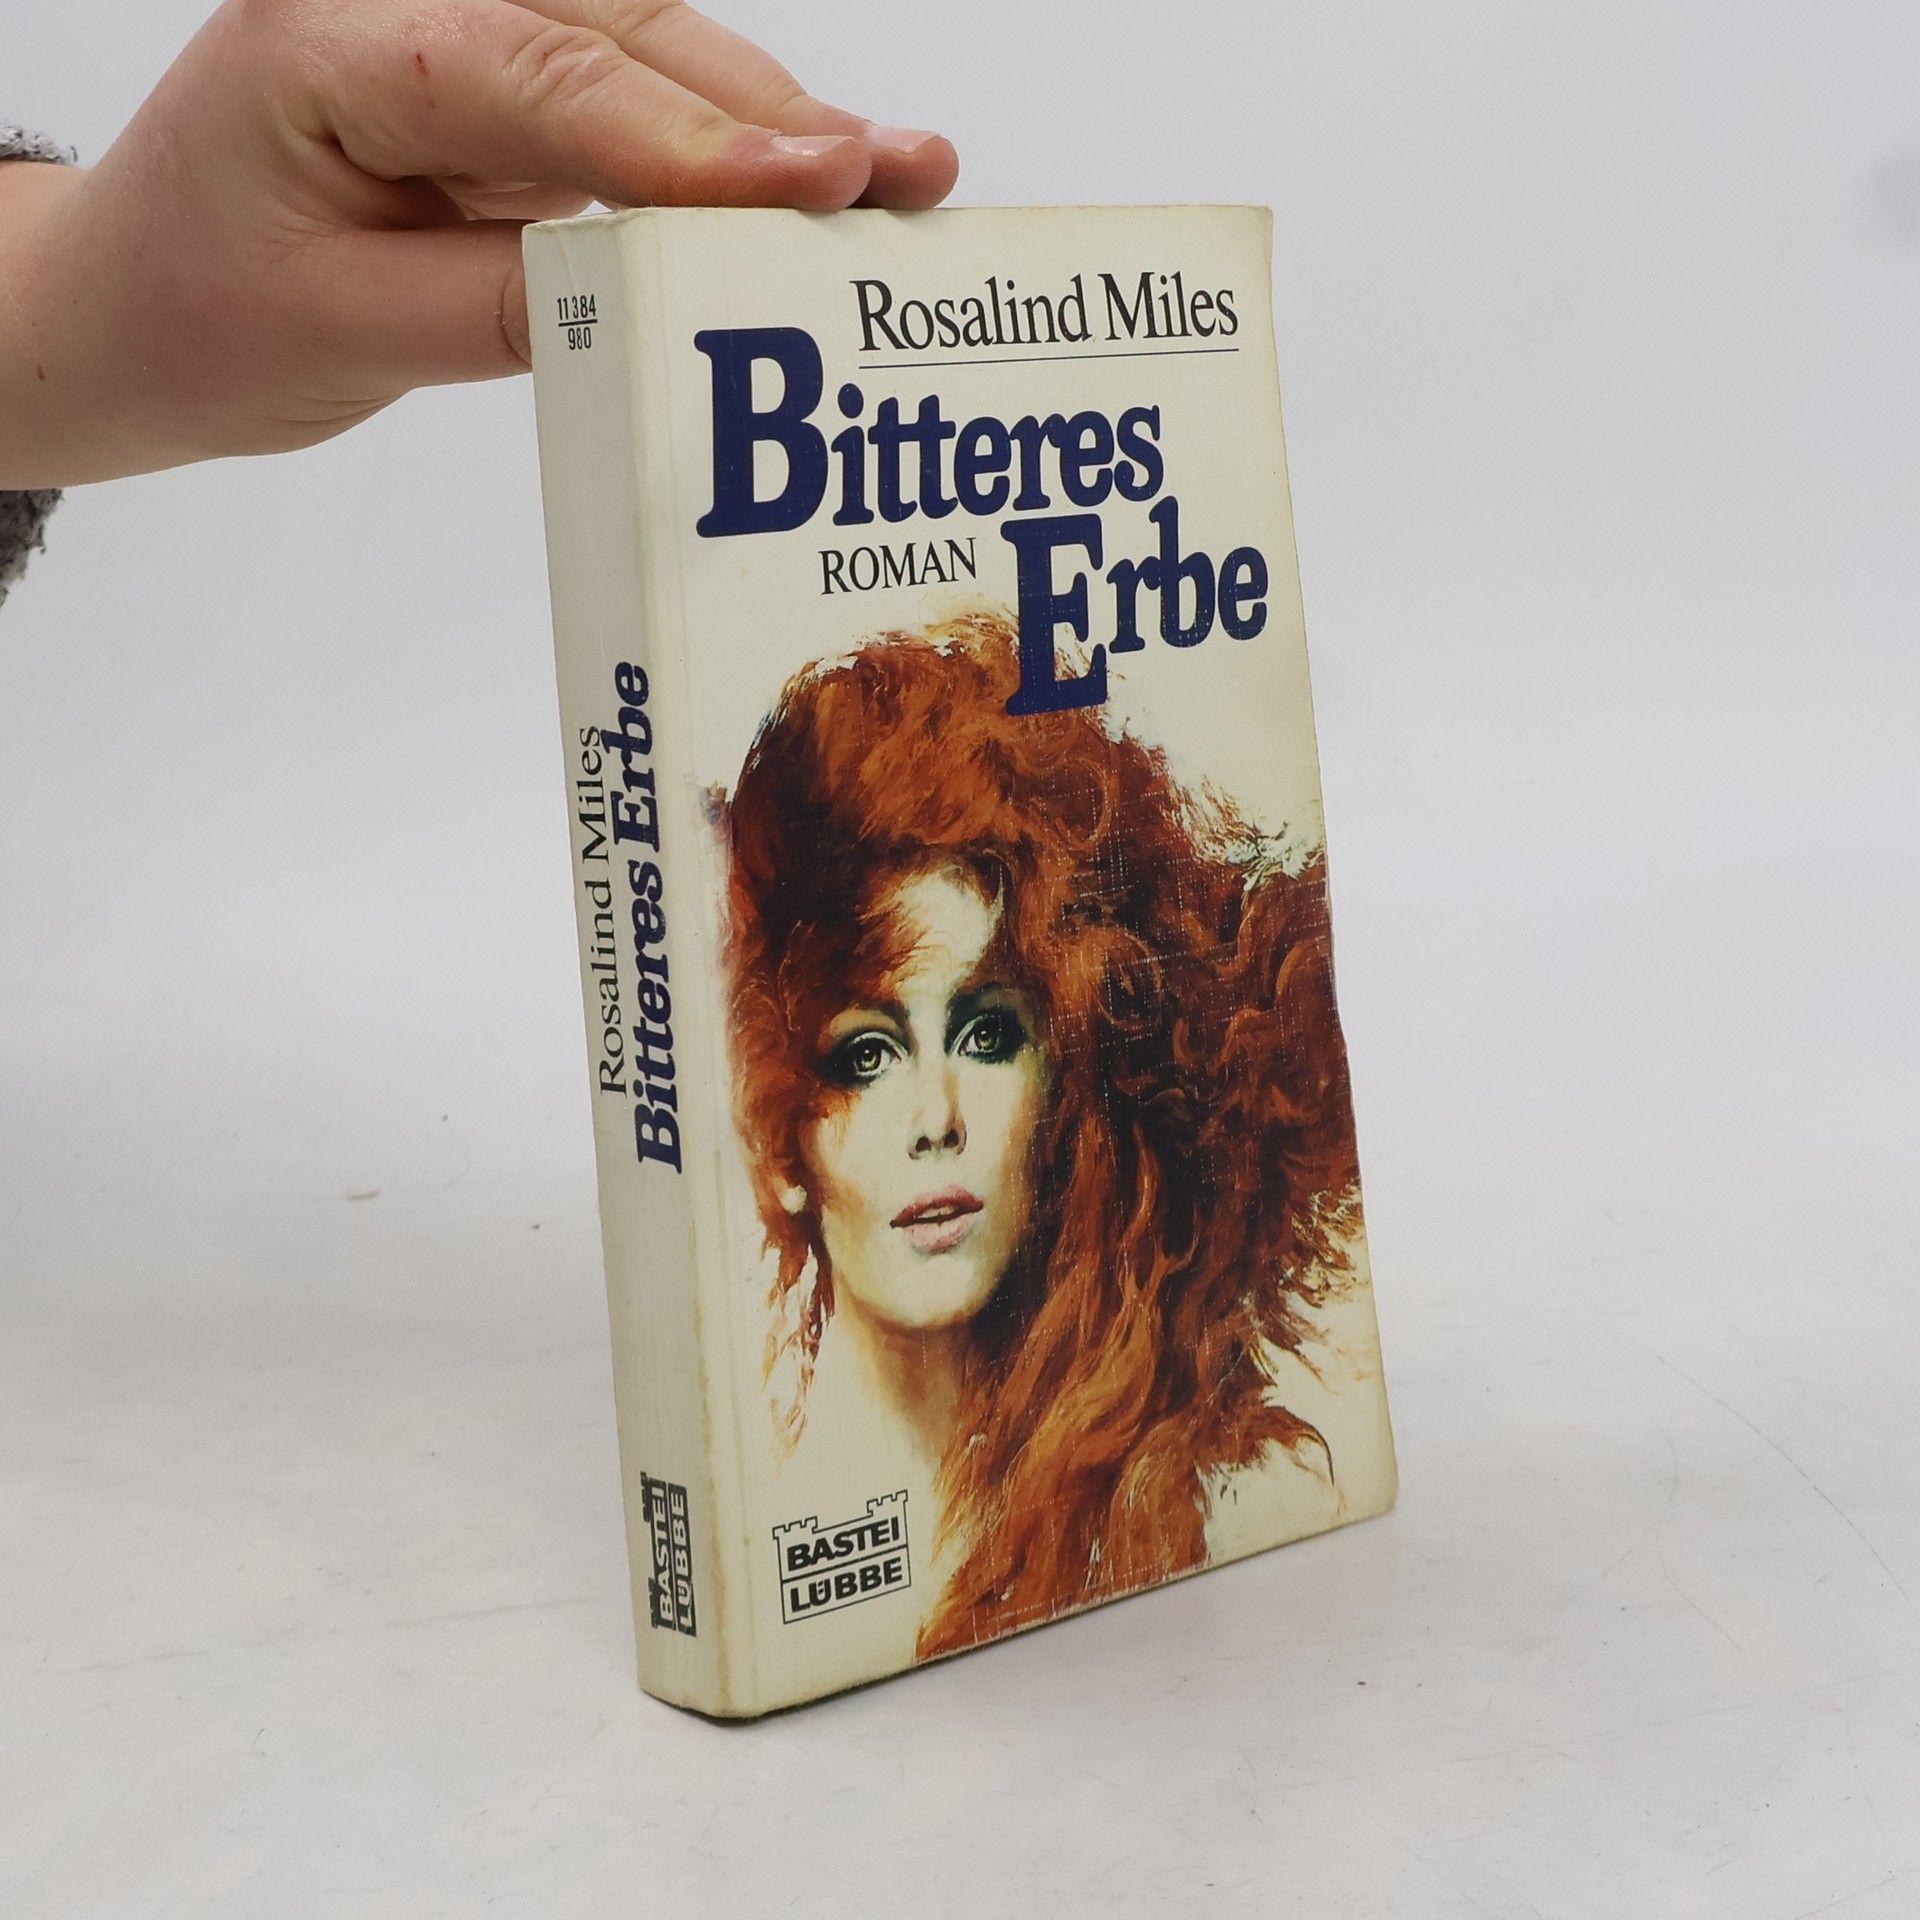 11384
980
Rosalind Miles
Bitteres Erbe
BASTEI
LÜBBE
Rosalind Miles
Bitteres
ROMAN
Erbe
BASTEI
LÜBBE